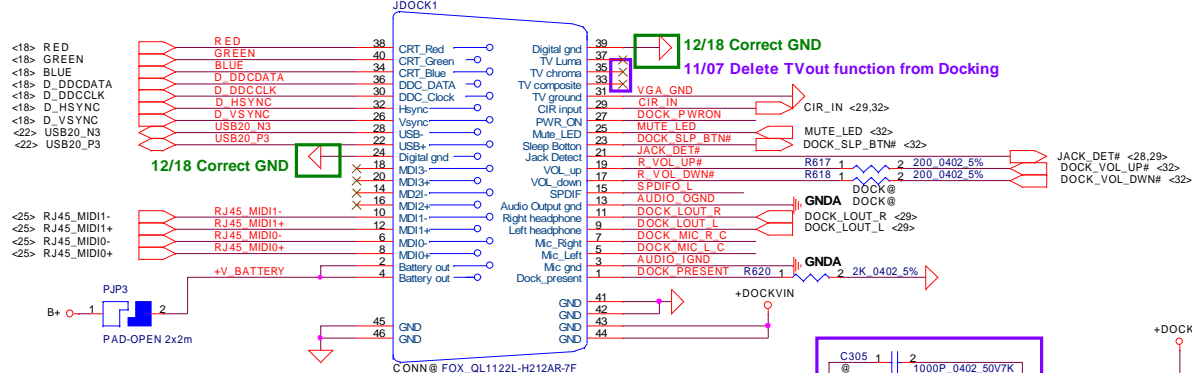 JDOCK1
<18> RED RED 38 CRT_Red Digital gnd 39 12/18 Correct GND
<18> GREEN GREEN 40 CRT_Green TV Luma 37
<18> BLUE BLUE 34 CRT_Blue TV chroma 35 11/07 Delete TVout function from Docking
<18> D_DDCDATA D_DDCDATA 36 DDC_DATA TV composite 33
<18> D_DDCCLK D_DDCCLK 30 DDC_Clock TV ground 31 VGA_GND
<18> D_HSYNC D_HSYNC 32 Hsync CIR input 29 CIR_IN CIR_IN <29,32>
<18> D_VSYNC D_VSYNC 26 Vsync PWR_ON 27 DOCK_PWRON
<22> USB20_N3 USB20_N3 28 USB- Mute_LED 25 MUTE_LED MUTE_LED <32>
<22> USB20_P3 USB20_P3 22 USB+ Sleep Botton 23 DOCK_SLP_BTN# DOCK_SLP_BTN# <32>
12/18 Correct GND 24 Digital gnd Jack Detect 21 JACK_DET# JACK_DET# <28,29>
18 MDI3- VOL_up 19 R_VOL_UP# R617 1 2 200_0402_5% DOCK_VOL_UP# <32>
20 MDI3+ VOL_down 17 R_VOL_DWN# R618 1 2 200_0402_5% DOCK_VOL_DWN# <32>
14 MD2I- SPDIF 15 SPDIFO_L DOCK@
16 MDI2+ Audio Output gnd 13 AUDIO_OGND GNDA DOCK@
<25> RJ45_MIDI1- RJ45_MIDI1- 10 MDI1- Right headphone 11 DOCK_LOUT_R DOCK_LOUT_R <29>
<25> RJ45_MIDI1+ RJ45_MIDI1+ 12 MDI1+ Left headphone 9 DOCK_LOUT_L DOCK_LOUT_L <29>
<25> RJ45_MIDI0- RJ45_MIDI0- 6 MDI0- Mic_Right 7 DOCK_MIC_R_C
<25> RJ45_MIDI0+ RJ45_MIDI0+ 8 MDI0+ Mic_Left 5 DOCK_MIC_L_C
2 Battery out Mic gnd 3 AUDIO_IGND GNDA
+V_BATTERY 4 Battery out Dock_present 1 DOCK_PRESENT R620 1 2 2K_0402_5%
PJP3
B+ 1 2
PAD-OPEN 2x2m
+DOCKVIN
GND 41
GND 42
45 GND GND 43
46 GND GND 44
+DOCK
CONN@ FOX_QL1122L-H212AR-7F
C305 1 2
@ 1000P_0402_50V7K